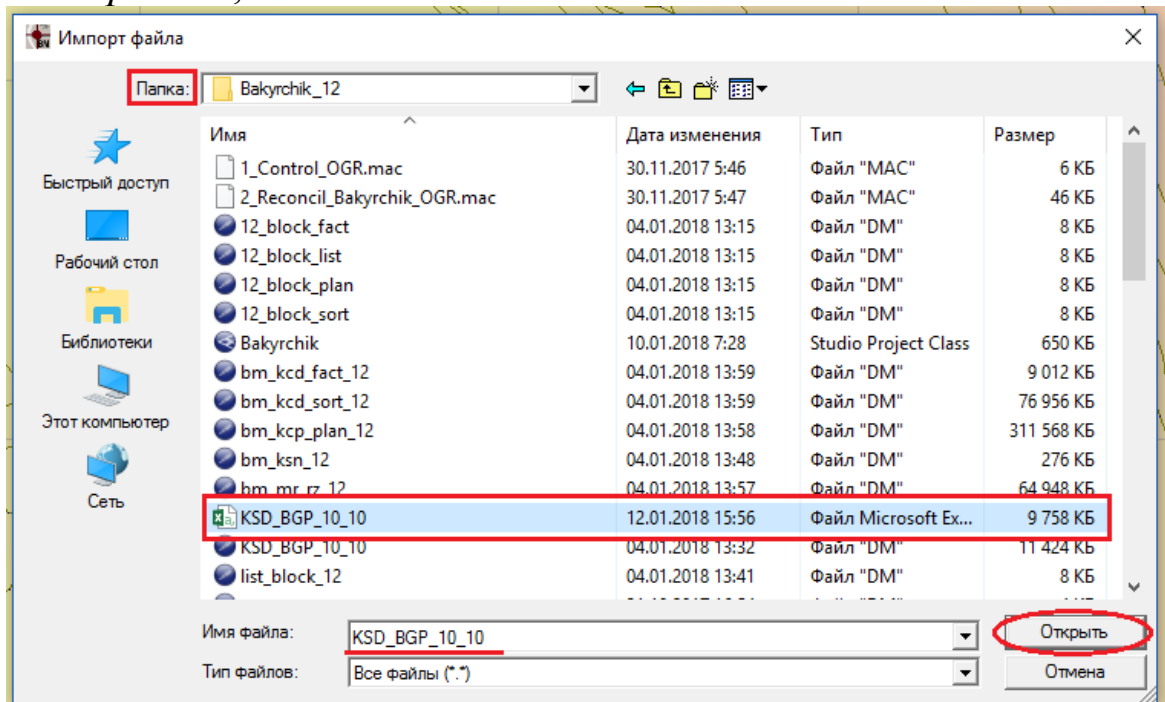 Импорт файла
Папка: Bakyrchik_12
Имя Дата изменения Тип Размер
1_Control_OGR.mac 30.11.2017 5:46 Файл "MAC" 6 КБ
2_Reconcil_Bakyrchik_OGR.mac 30.11.2017 5:47 Файл "MAC" 46 КБ
12_block_fact 04.01.2018 13:15 Файл "DM" 8 КБ
12_block_list 04.01.2018 13:15 Файл "DM" 8 КБ
12_block_plan 04.01.2018 13:15 Файл "DM" 8 КБ
12_block_sort 04.01.2018 13:15 Файл "DM" 8 КБ
Bakyrchik 10.01.2018 7:28 Studio Project Class 650 КБ
bm_kcd_fact_12 04.01.2018 13:59 Файл "DM" 9 012 КБ
bm_kcd_sort_12 04.01.2018 13:59 Файл "DM" 76 956 КБ
bm_kcp_plan_12 04.01.2018 13:58 Файл "DM" 311 568 КБ
bm_ksn_12 04.01.2018 13:48 Файл "DM" 276 КБ
bm_mr_rz_12 04.01.2018 13:57 Файл "DM" 64 948 КБ
KSD_BGP_10_10 12.01.2018 15:56 Файл Microsoft Ex... 9 758 КБ
KSD_BGP_10_10 04.01.2018 13:32 Файл "DM" 11 424 КБ
list_block_12 04.01.2018 13:41 Файл "DM" 8 КБ
Быстрый доступ
Рабочий стол
Библиотеки
Этот компьютер
Сеть
Имя файла: KSD_BGP_10_10 Открыть
Тип файлов: Все файлы (*.*) Отмена